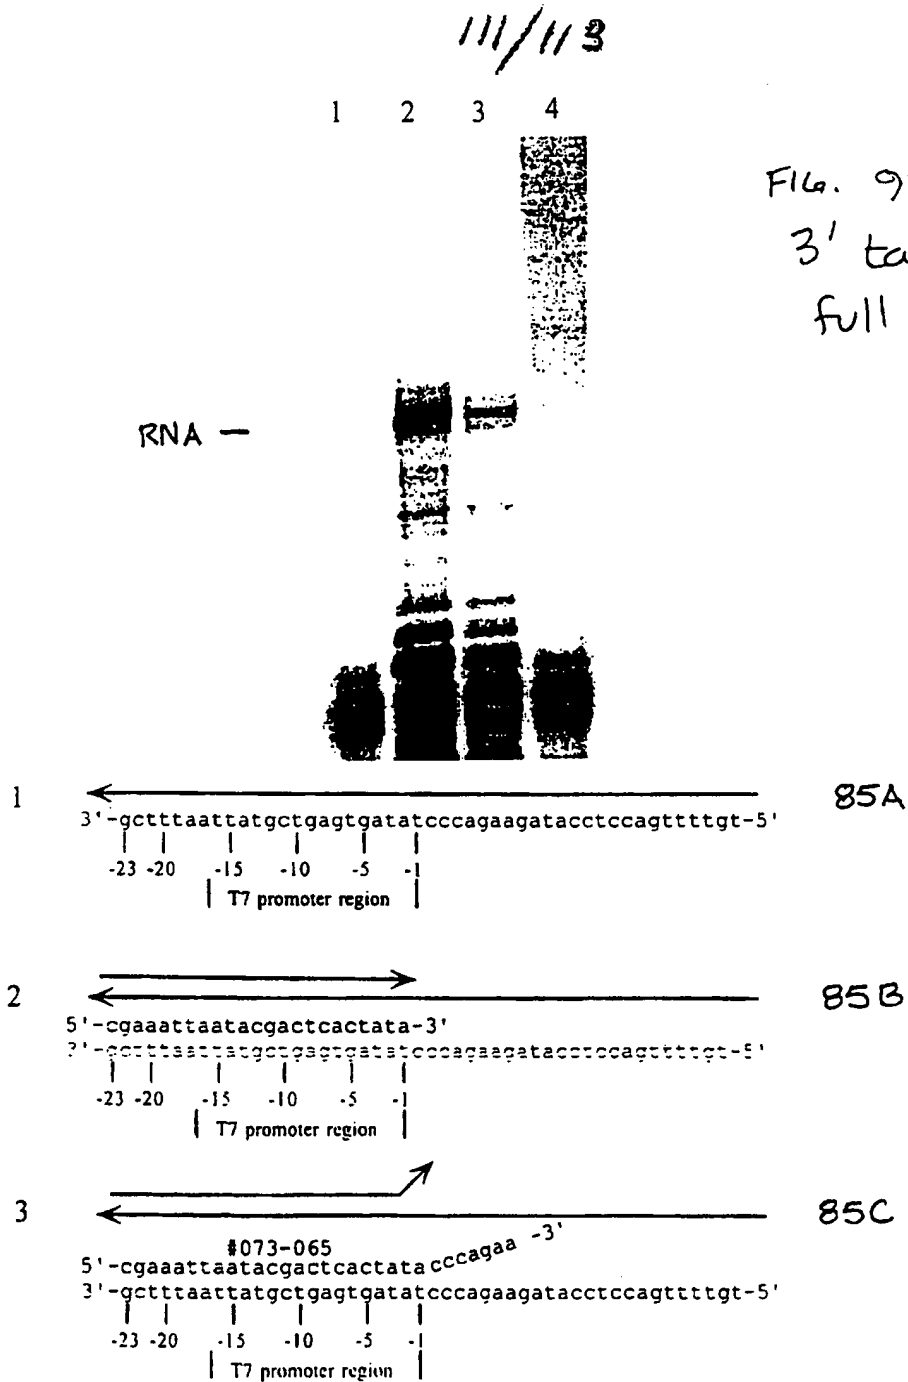 111/113
1 2 3 4
FIG. 9
3' ta
full
RNA —
1
85A
3'-gctttaattatgctgagtgatatcccagaagatacctccagttttgt-5'
-23 -20 -15 -10 -5 -1
T7 promoter region
2
85B
5'-cgaaattaatacgactcactata-3'
3'-gctttaattatgctgagtgatatcccagaagatacctccagttttgt-5'
-23 -20 -15 -10 -5 -1
T7 promoter region
3
85C
#073-065
5'-cgaaattaatacgactcactatacccagaa -3'
3'-gctttaattatgctgagtgatatcccagaagatacctccagttttgt-5'
-23 -20 -15 -10 -5 -1
T7 promoter region